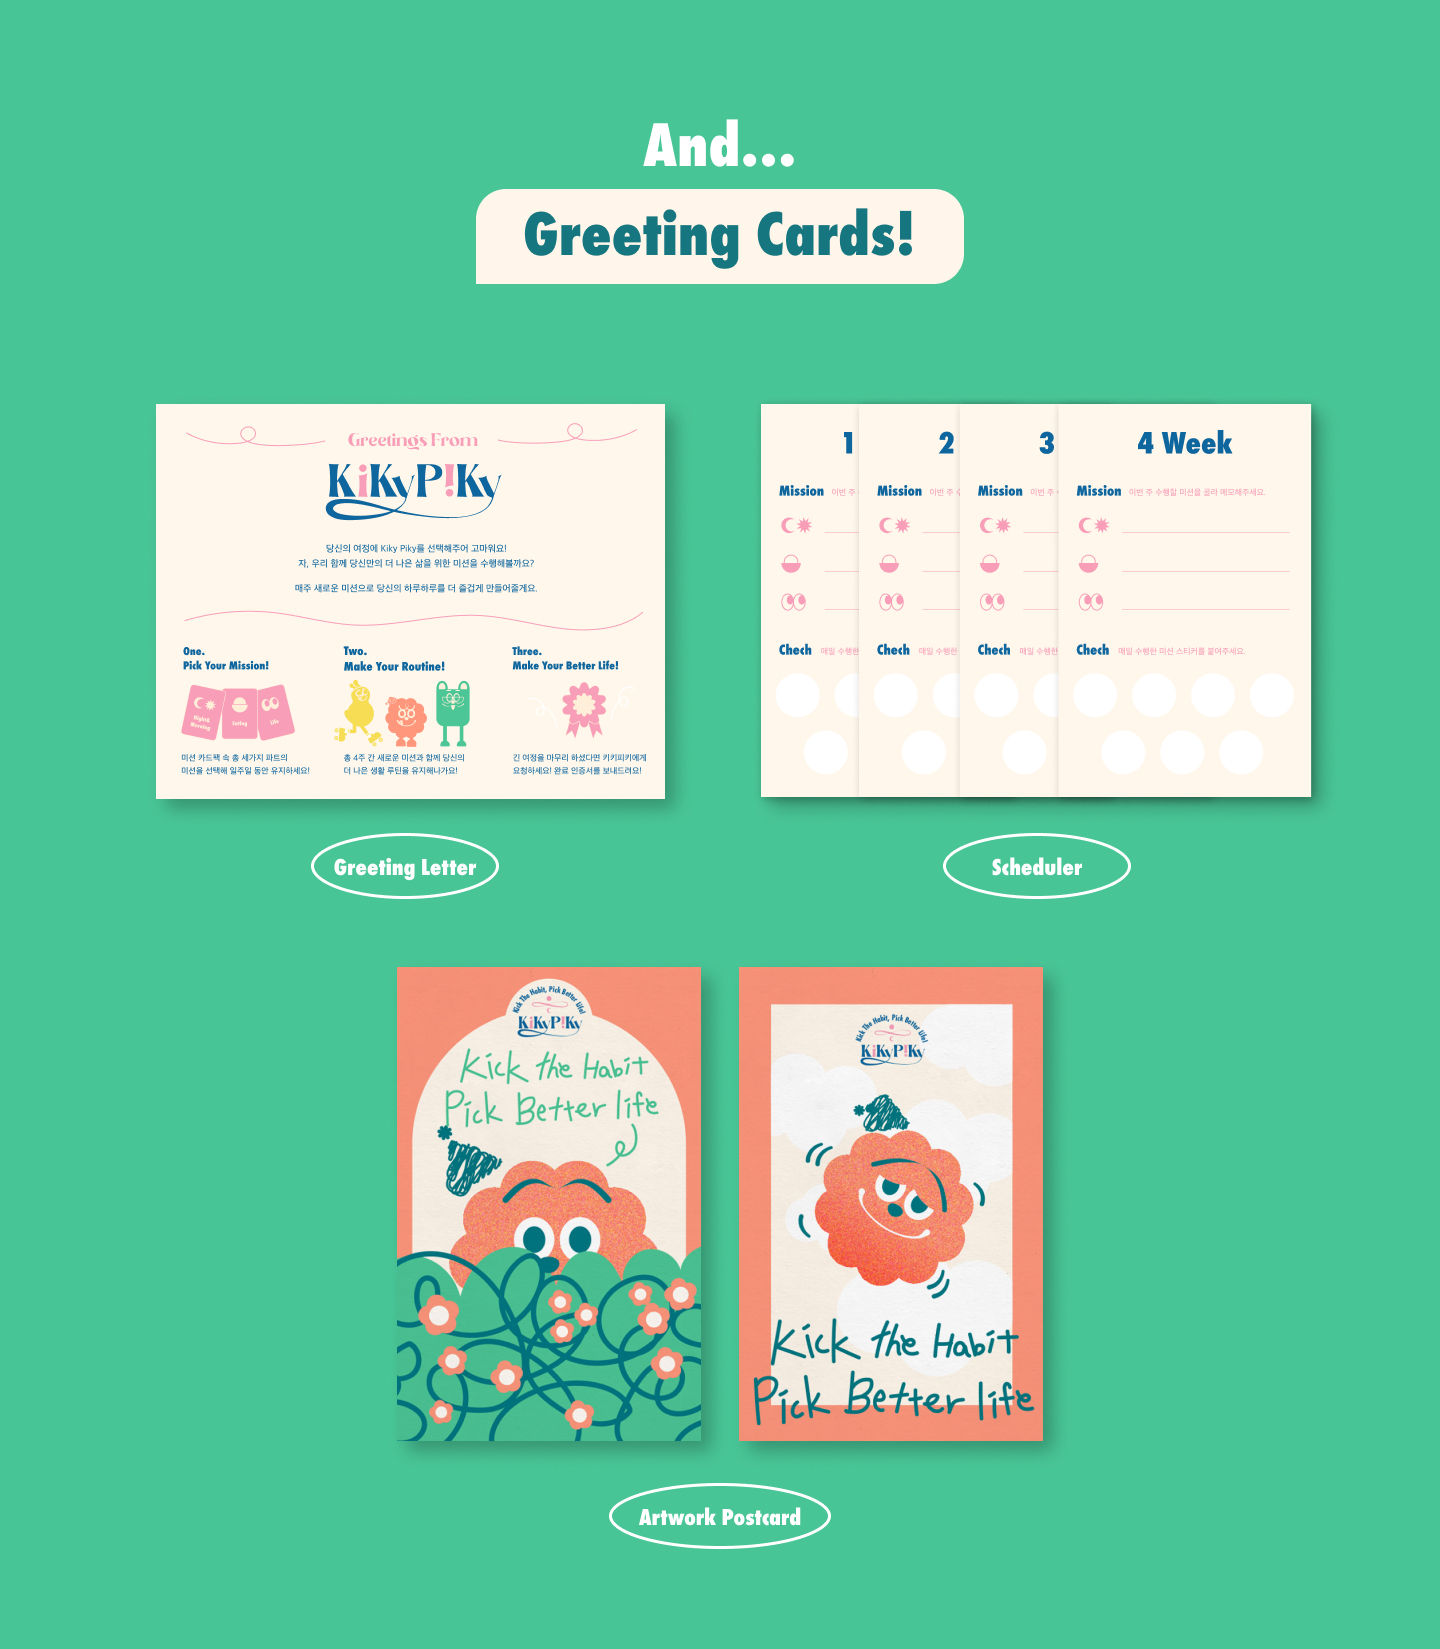 And...
Greeting Cards!
Greetings From
KiKyP!Ky
당신의 여정에 Kiky Piky를 선택해주어 고마워요!
자, 우리 함께 당신만의 더 나은 삶을 위한 미션을 수행해볼까요?
매주 새로운 미션으로 당신의 하루하루를 더 즐겁게 만들어줄게요.
One.
Pick Your Mission!
Night&
Morning
Eating
Life
미션 카드팩 속 총 세가지 파트의
미션을 선택해 일주일 동안 유지하세요!
Two.
Make Your Routine!
총 4주 간 새로운 미션과 함께 당신의
더 나은 생활 루틴을 유지해나가요!
Three.
Make Your Better Life!
긴 여정을 마무리 하셨다면 키키피키에게
요청하세요! 완료 인증서를 보내드려요!
Greeting Letter
1
Mission 이번 주
Chech 매일 수행한
2
Mission 이번 주
Chech 매일 수행한
3
Mission 이번 주
Chech 매일 수행한
4 Week
Mission 이번 주 수행할 미션을 골라 메모해주세요.
Chech 매일 수행한 미션 스티커를 붙여주세요.
Scheduler
Kick The Habit, Pick Better Life!
KiKyP!Ky
Kick the Habit
Pick Better life
Kick The Habit, Pick Better Life!
KiKyP!Ky
Kick the Habit
Pick Better life
Artwork Postcard